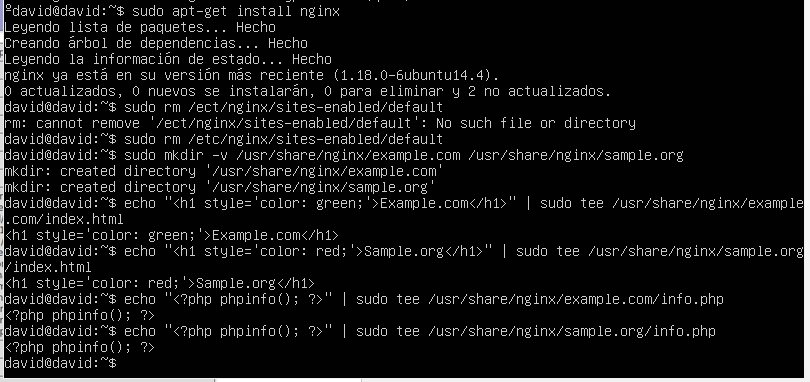 ºdavid@david:~$ sudo apt-get install nginx
Leyendo lista de paquetes... Hecho
Creando árbol de dependencias... Hecho
Leyendo la información de estado... Hecho
nginx ya está en su versión más reciente (1.18.0-6ubuntu14.4).
0 actualizados, 0 nuevos se instalarán, 0 para eliminar y 2 no actualizados.
david@david:~$ sudo rm /ect/nginx/sites-enabled/default
rm: cannot remove '/ect/nginx/sites-enabled/default': No such file or directory
david@david:~$ sudo rm /etc/nginx/sites-enabled/default
david@david:~$ sudo mkdir -v /usr/share/nginx/example.com /usr/share/nginx/sample.org
mkdir: created directory '/usr/share/nginx/example.com'
mkdir: created directory '/usr/share/nginx/sample.org'
david@david:~$ echo "<h1 style='color: green;'>Example.com</h1>" | sudo tee /usr/share/nginx/example
.com/index.html
<h1 style='color: green;'>Example.com</h1>
david@david:~$ echo "<h1 style='color: red;'>Sample.org</h1>" | sudo tee /usr/share/nginx/sample.org
/index.html
<h1 style='color: red;'>Sample.org</h1>
david@david:~$ echo "<?php phpinfo(); ?>" | sudo tee /usr/share/nginx/example.com/info.php
<?php phpinfo(); ?>
david@david:~$ echo "<?php phpinfo(); ?>" | sudo tee /usr/share/nginx/sample.org/info.php
<?php phpinfo(); ?>
david@david:~$